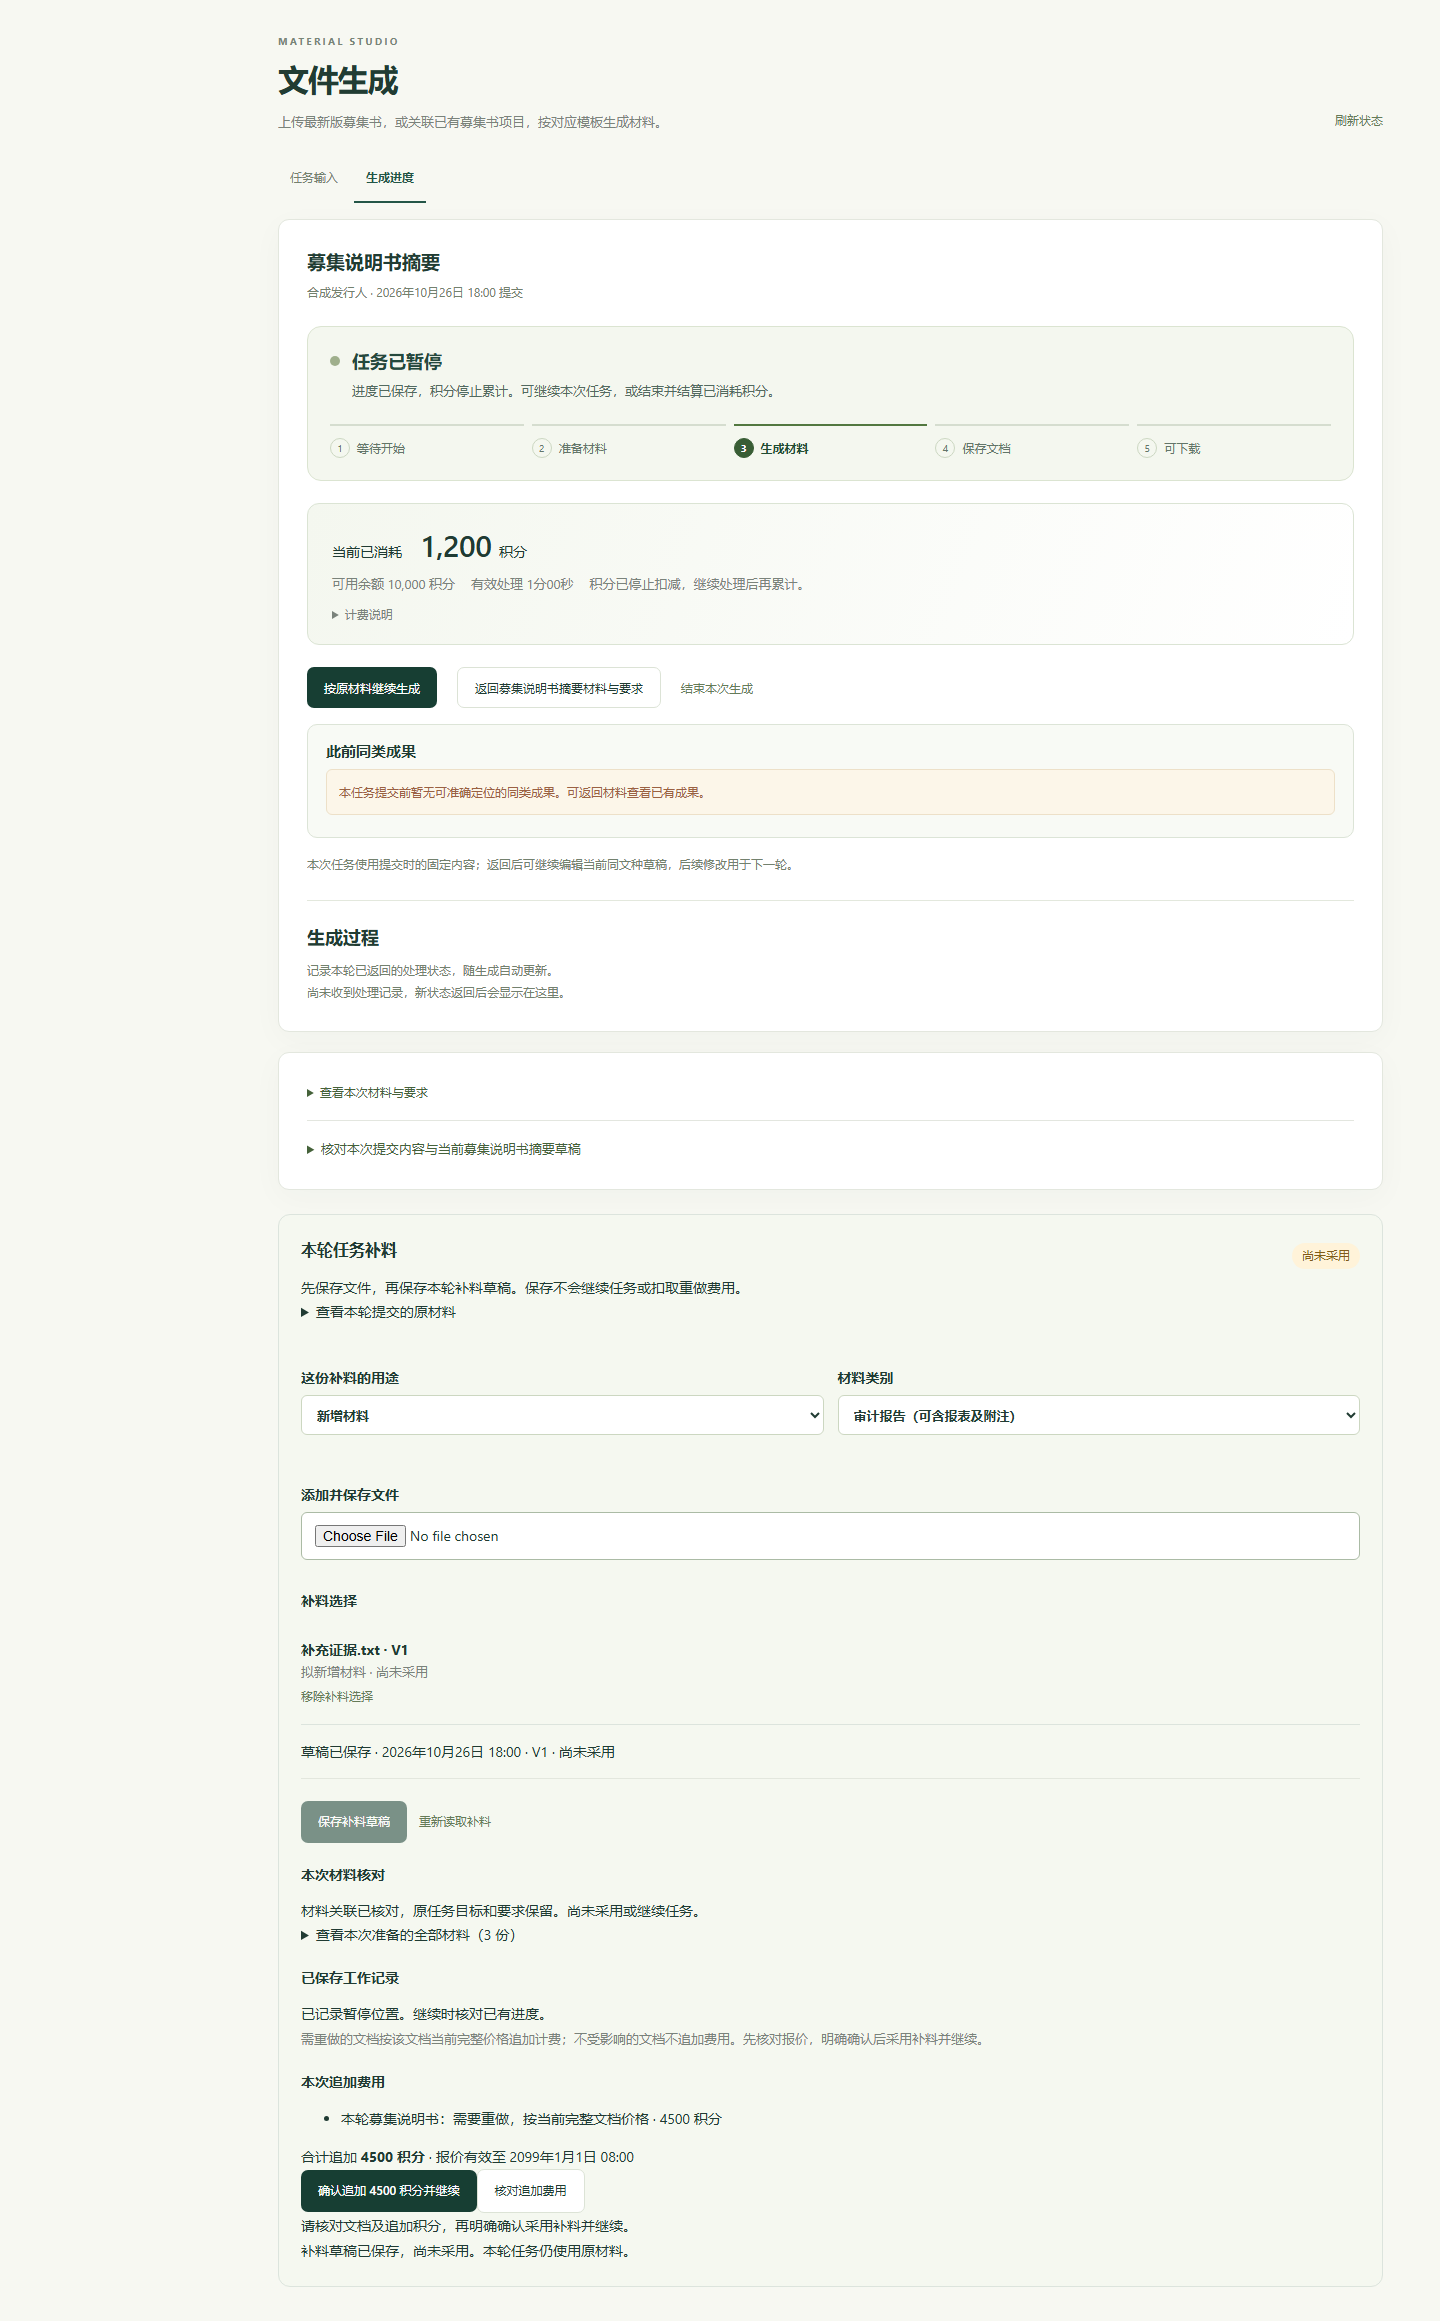 MATERIAL STUDIO
文件生成
上传最新版募集书，或关联已有募集书项目，按对应模板生成材料。
刷新状态
任务输入
生成进度
募集说明书摘要
合成发行人 · 2026年10月26日 18:00 提交
任务已暂停
进度已保存，积分停止累计。可继续本次任务，或结束并结算已消耗积分。
1 等待开始
2 准备材料
3 生成材料
4 保存文档
5 可下载
当前已消耗 1,200 积分
可用余额 10,000 积分 有效处理 1分00秒 积分已停止扣减，继续处理后再累计。
▶ 计费说明
按原材料继续生成
返回募集说明书摘要材料与要求
结束本次生成
此前同类成果
本任务提交前暂无可准确定位的同类成果。可返回材料查看已有成果。
本次任务使用提交时的固定内容；返回后可继续编辑当前同文种草稿，后续修改用于下一轮。
生成过程
记录本轮已返回的处理状态，随生成自动更新。
尚未收到处理记录，新状态返回后会显示在这里。
▶ 查看本次材料与要求
▶ 核对本次提交内容与当前募集说明书摘要草稿
本轮任务补料
尚未采用
先保存文件，再保存本轮补料草稿。保存不会继续任务或扣取重做费用。
▶ 查看本轮提交的原材料
这份补料的用途
材料类别
新增材料
审计报告（可含报表及附注）
添加并保存文件
Choose File No file chosen
补料选择
补充证据.txt · V1
拟新增材料 · 尚未采用
移除补料选择
草稿已保存 · 2026年10月26日 18:00 · V1 · 尚未采用
保存补料草稿
重新读取补料
本次材料核对
材料关联已核对，原任务目标和要求保留。尚未采用或继续任务。
▶ 查看本次准备的全部材料（3 份）
已保存工作记录
已记录暂停位置。继续时核对已有进度。
需重做的文档按该文档当前完整价格追加计费；不受影响的文档不追加费用。先核对报价，明确确认后采用补料并继续。
本次追加费用
• 本轮募集说明书：需要重做，按当前完整文档价格 · 4500 积分
合计追加 4500 积分 · 报价有效至 2099年1月1日 08:00
确认追加 4500 积分并继续
核对追加费用
请核对文档及追加积分，再明确确认采用补料并继续。
补料草稿已保存，尚未采用。本轮任务仍使用原材料。